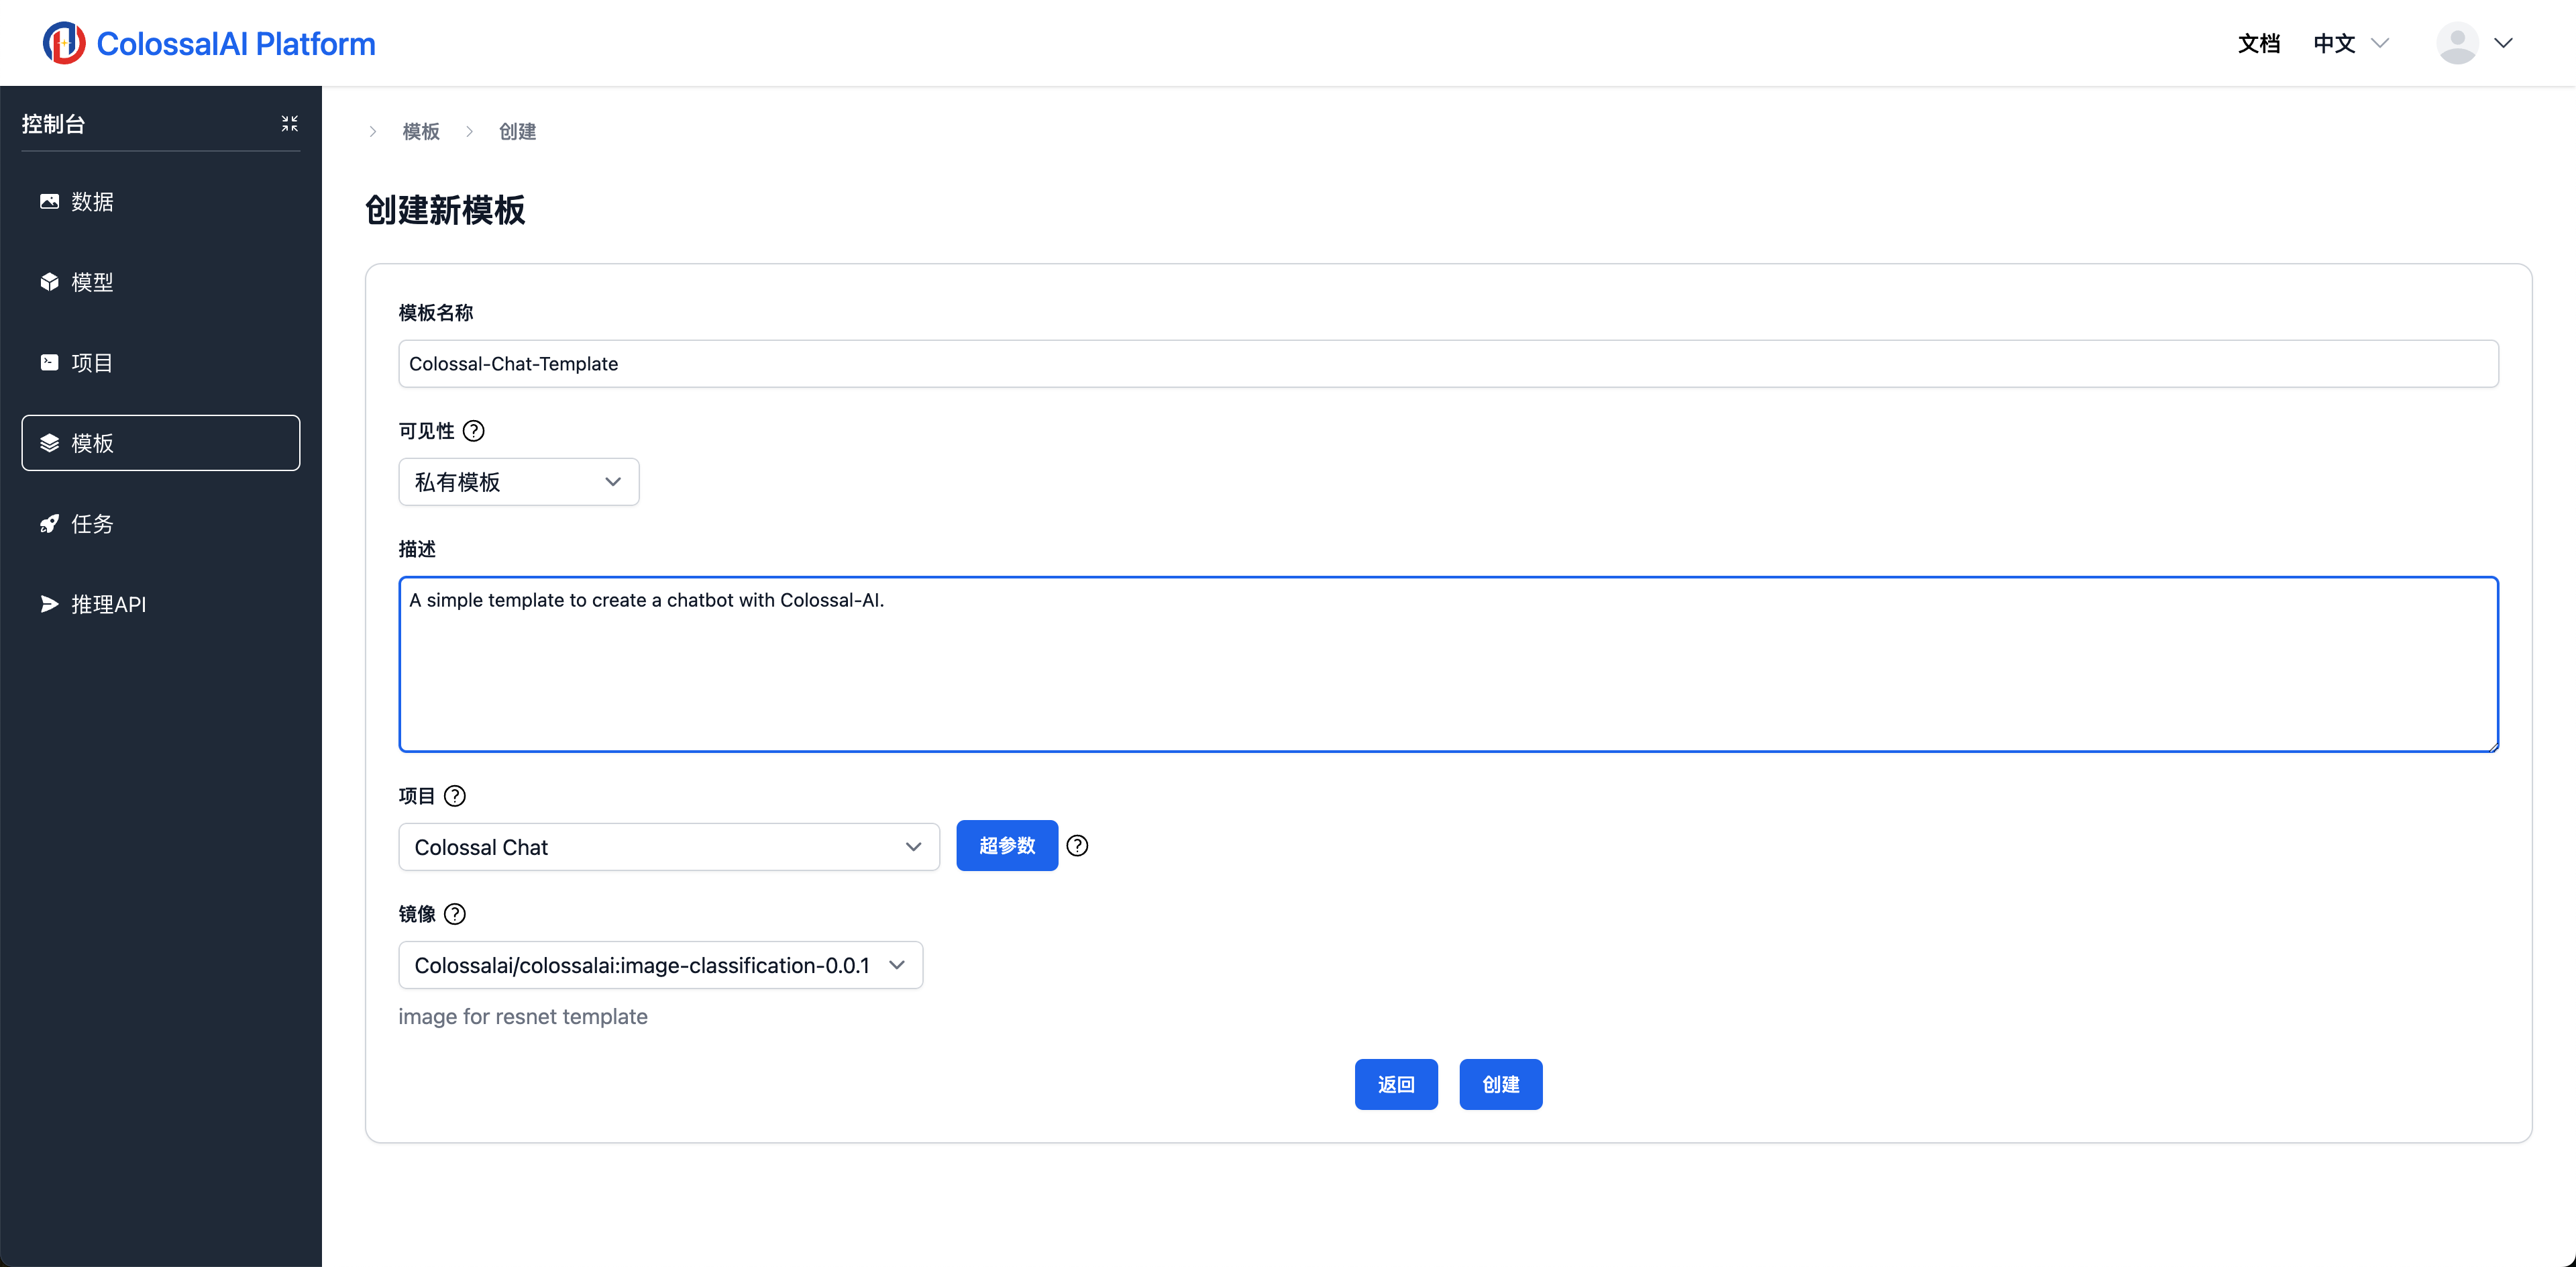 ColossalAI Platform
文档
中文
控制台
数据
模型
项目
模板
任务
推理API
模板
创建
创建新模板
模板名称
Colossal-Chat-Template
可见性
私有模板
描述
A simple template to create a chatbot with Colossal-AI.
项目
Colossal Chat
超参数
镜像
Colossalai/colossalai:image-classification-0.0.1
image for resnet template
返回
创建